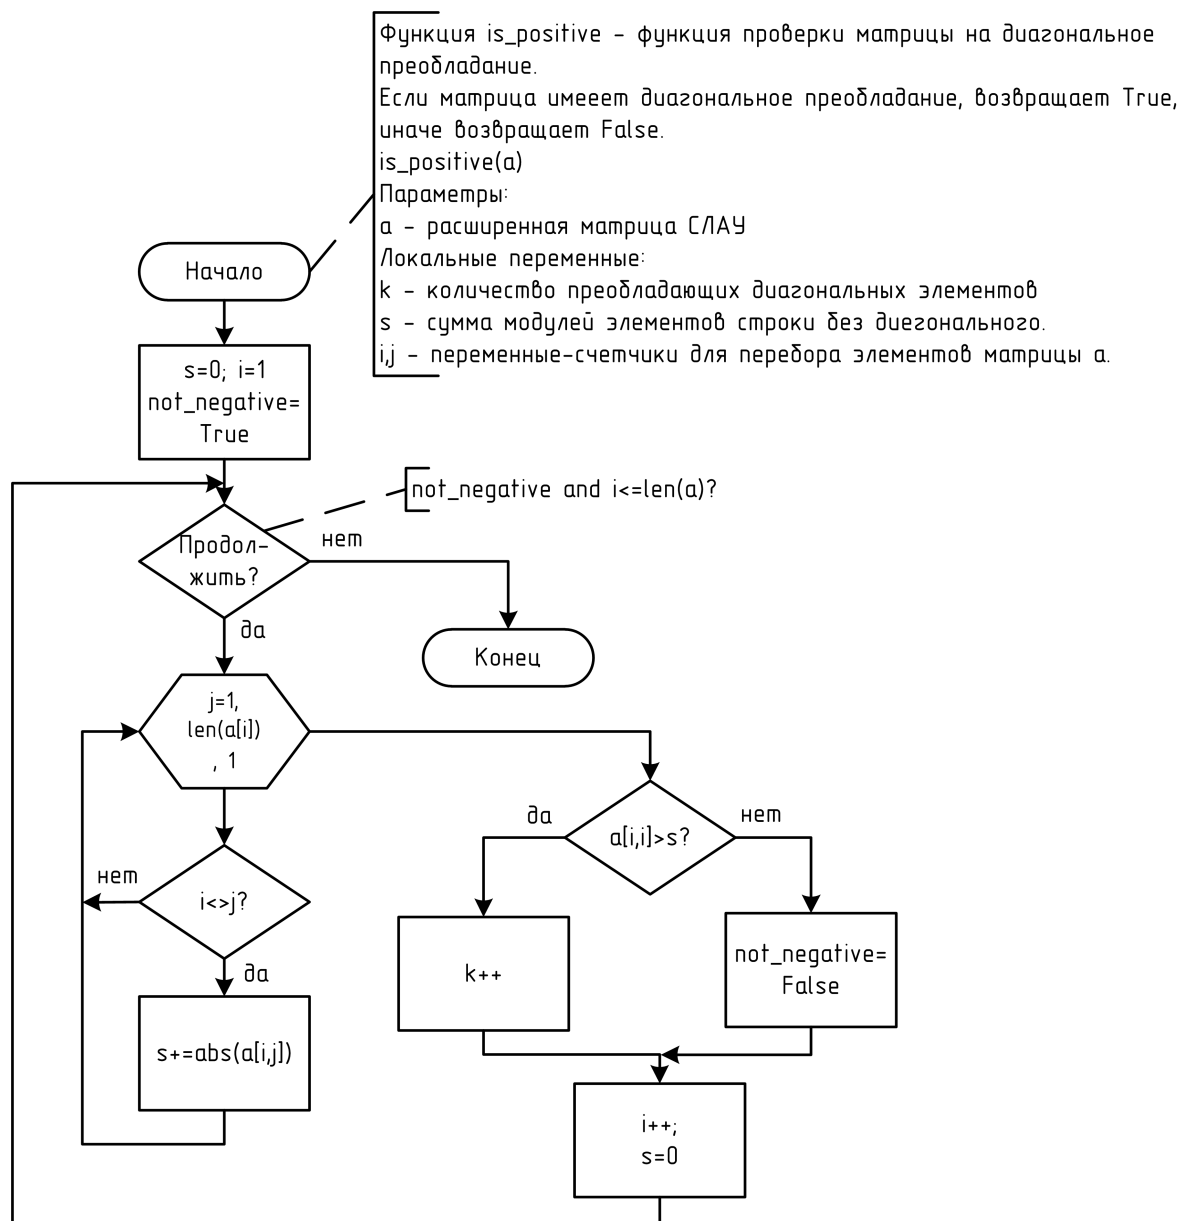 Функция is_positive - функция проверки матрицы на диагональное
преобладание.
Если матрица имееет диагональное преобладание, возвращает True,
иначе возвращает False.
is_positive(a)
Параметры:
a - расширенная матрица СЛАУ
Локальные переменные:
k - количество преобладающих диагональных элементов
s - сумма модулей элементов строки без диегонального.
i,j - переменные-счетчики для перебора элементов матрицы a.
Начало
s=0; i=1
not_negative=
True
not_negative and i<=len(a)?
Продол-
жить?
нет
да
Конец
j=1,
len(a[i])
, 1
i<>j?
нет
да
s+=abs(a[i,j])
a[i,i]>s?
да
нет
k++
not_negative=
False
i++;
s=0